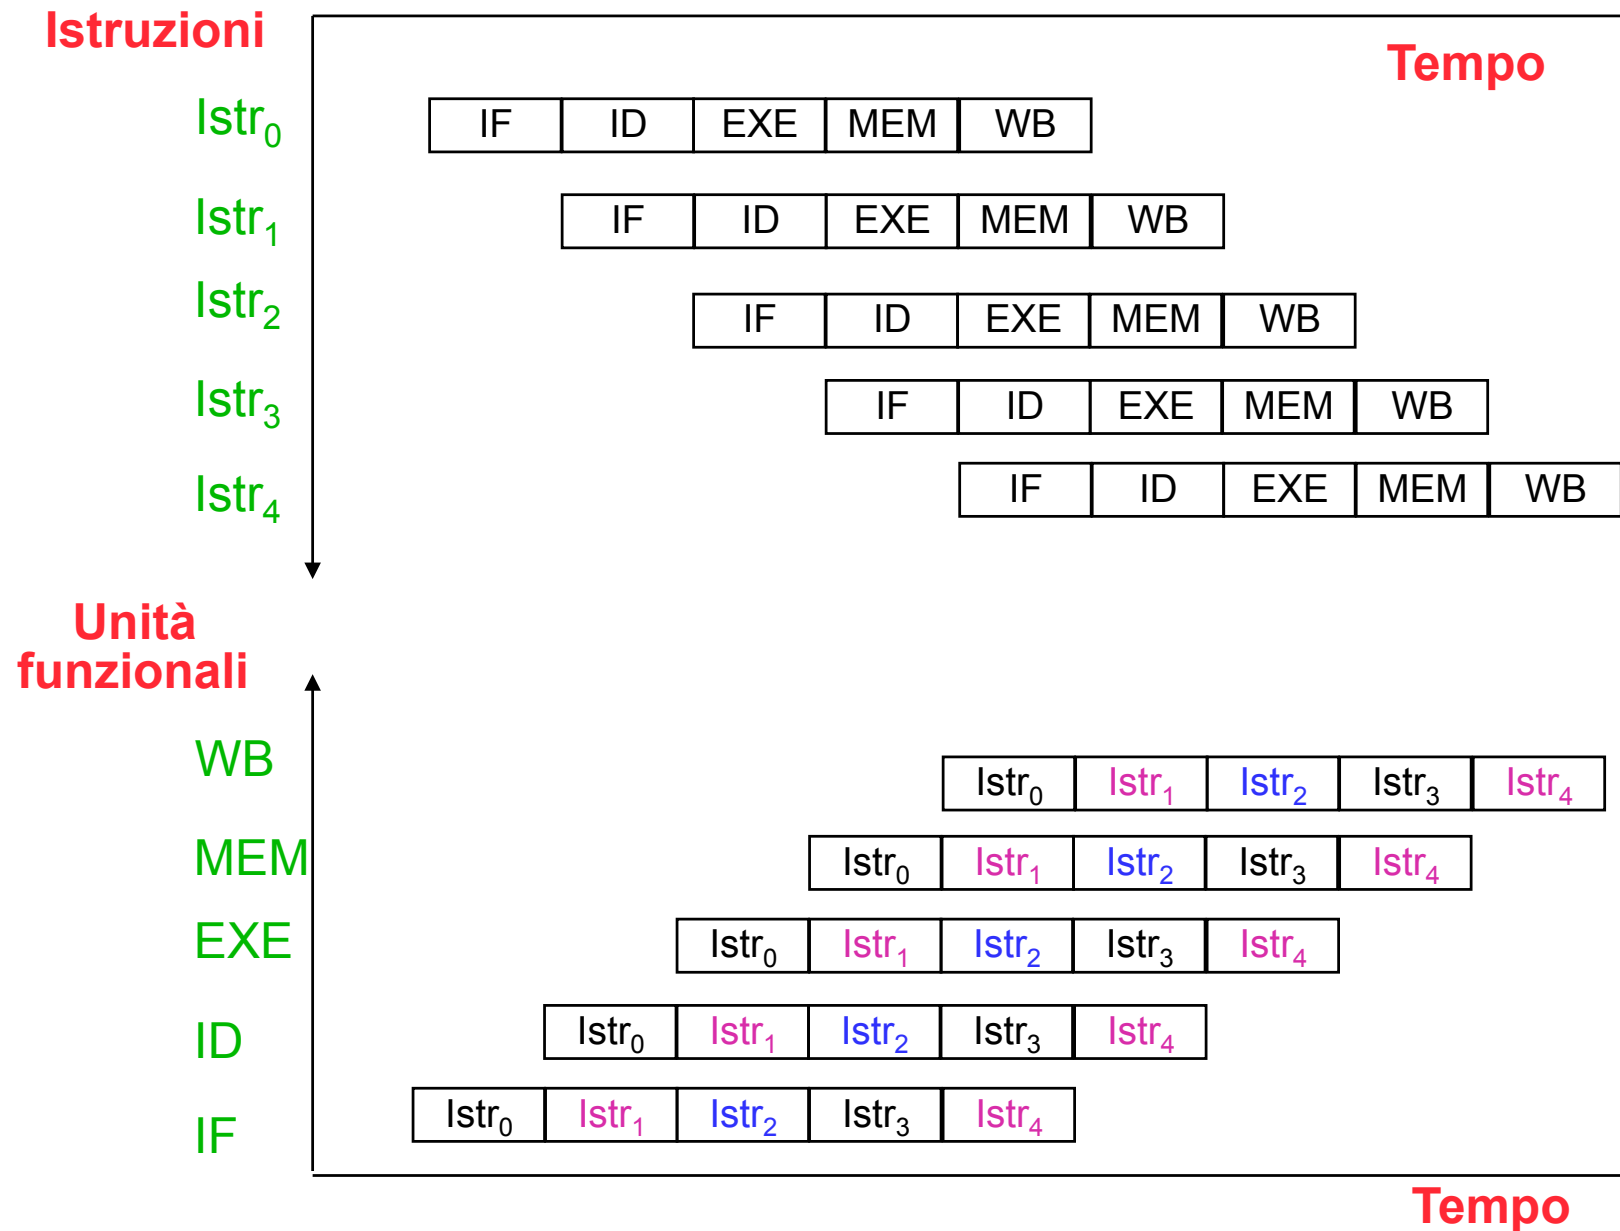 Istruzioni
Tempo
Istr0 IF ID EXE MEM WB
Istr1 IF ID EXE MEM WB
Istr2 IF ID EXE MEM WB
Istr3 IF ID EXE MEM WB
Istr4 IF ID EXE MEM WB
Unità
funzionali
WB Istr0 Istr1 Istr2 Istr3 Istr4
MEM Istr0 Istr1 Istr2 Istr3 Istr4
EXE Istr0 Istr1 Istr2 Istr3 Istr4
ID Istr0 Istr1 Istr2 Istr3 Istr4
IF Istr0 Istr1 Istr2 Istr3 Istr4
Tempo